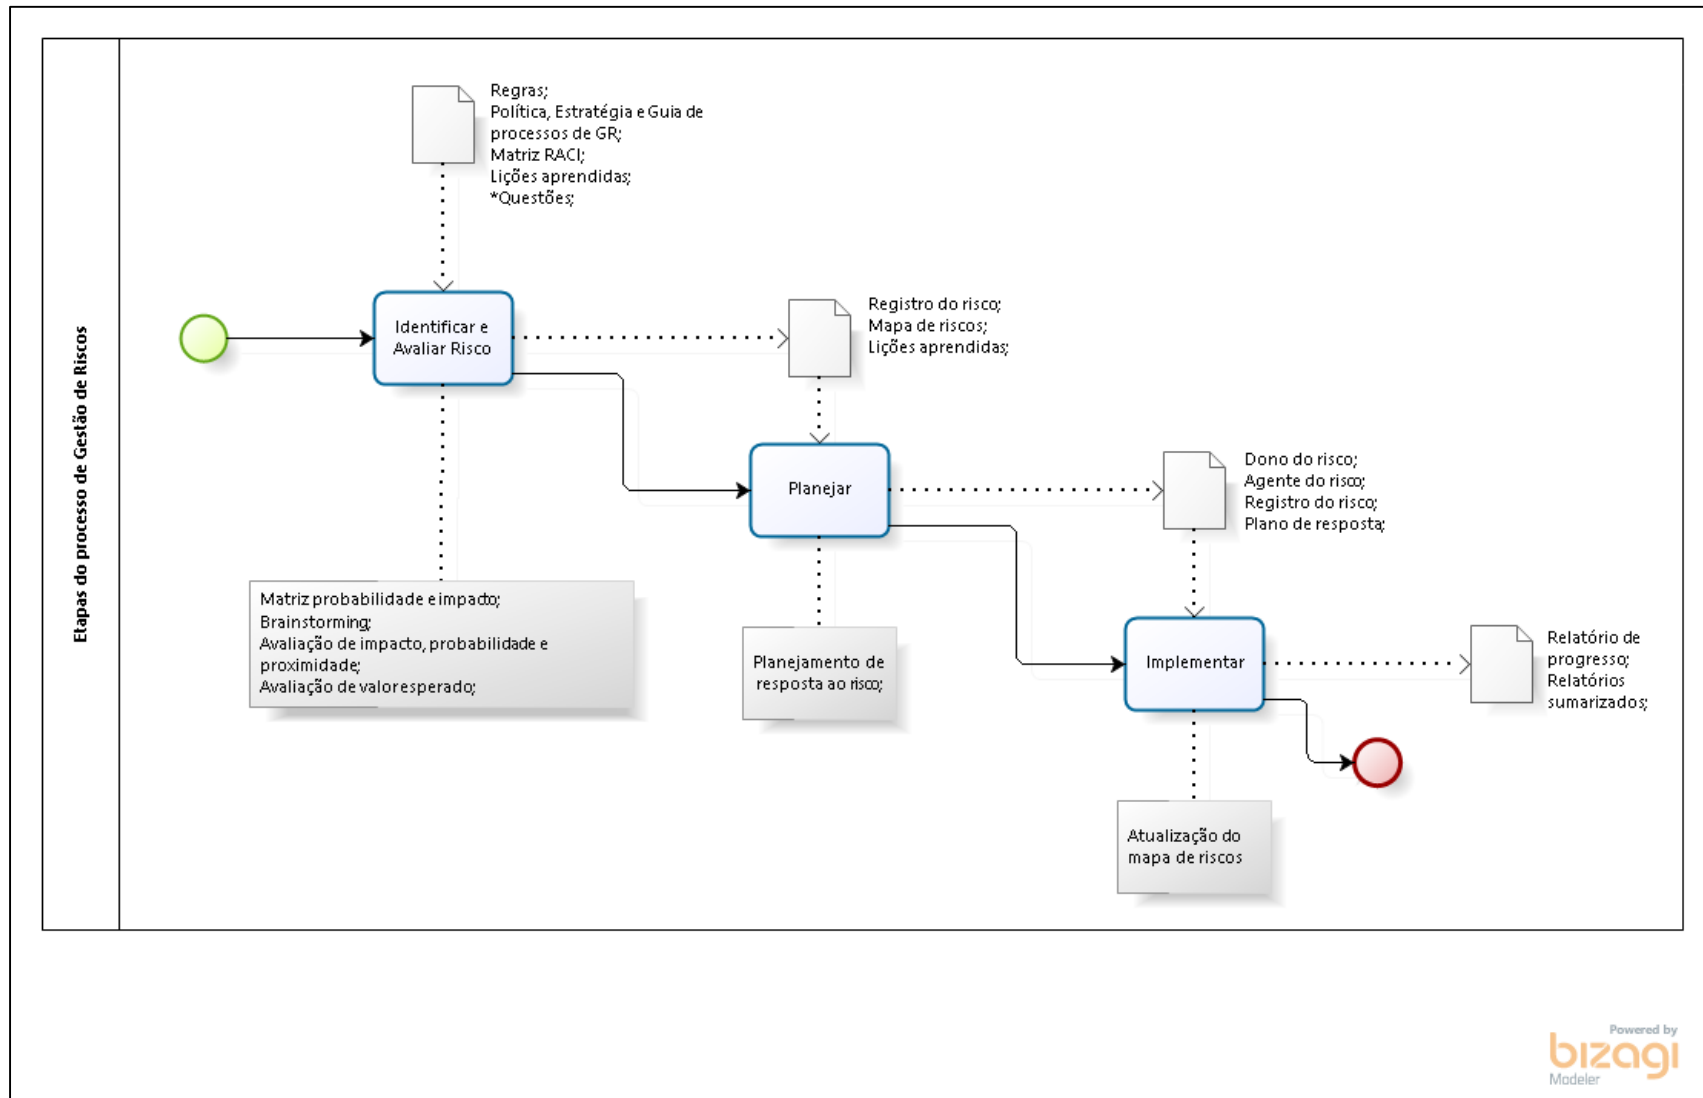 Etapas do processo de Gestão de Riscos
Regras;
Política, Estratégia e Guia de
processos de GR;
Matriz RACI;
Lições aprendidas;
*Questões;
Identificar e
Avaliar Risco
Registro do risco;
Mapa de riscos;
Lições aprendidas;
Planejar
Dono do risco;
Agente do risco;
Registro do risco;
Plano de resposta;
Matriz probabilidade e impacto;
Brainstorming;
Avaliação de impacto, probabilidade e
proximidade;
Avaliação de valor esperado;
Planejamento de
resposta ao risco;
Implementar
Relatório de
progresso;
Relatórios
sumarizados;
Atualização do
mapa de riscos
Powered by
bizagi
Modeler